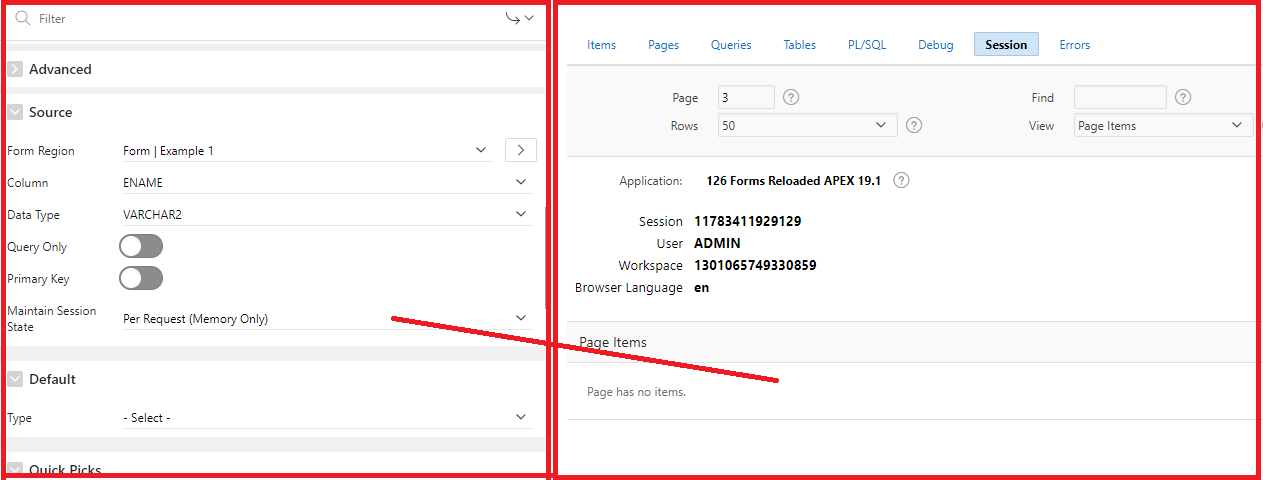 Filter
Advanced
Source
Form Region Form | Example 1
Column ENAME
Data Type VARCHAR2
Query Only
Primary Key
Maintain Session
State
Per Request (Memory Only)
Default
Type - Select -
Quick Picks
Items Pages Queries Tables PL/SQL Debug Session Errors
Page 3 ? Find ?
Rows 50 ? View Page Items
Application: 126 Forms Reloaded APEX 19.1 ?
Session 11783411929129
User ADMIN
Workspace 1301065749330859
Browser Language en
Page Items
Page has no items.